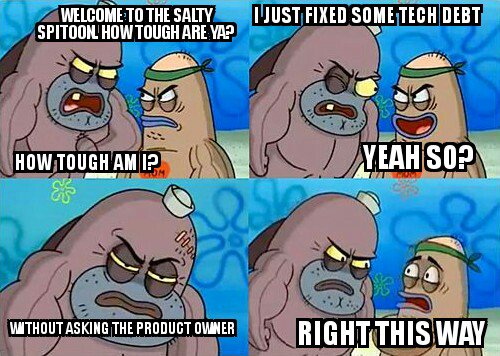 WELCOME TO THE SALTY
SPITOON. HOW TOUGH ARE YA?
HOW TOUGH AM I?
I JUST FIXED SOME TECH DEBT
YEAH SO?
WITHOUT ASKING THE PRODUCT OWNER
RIGHT THIS WAY